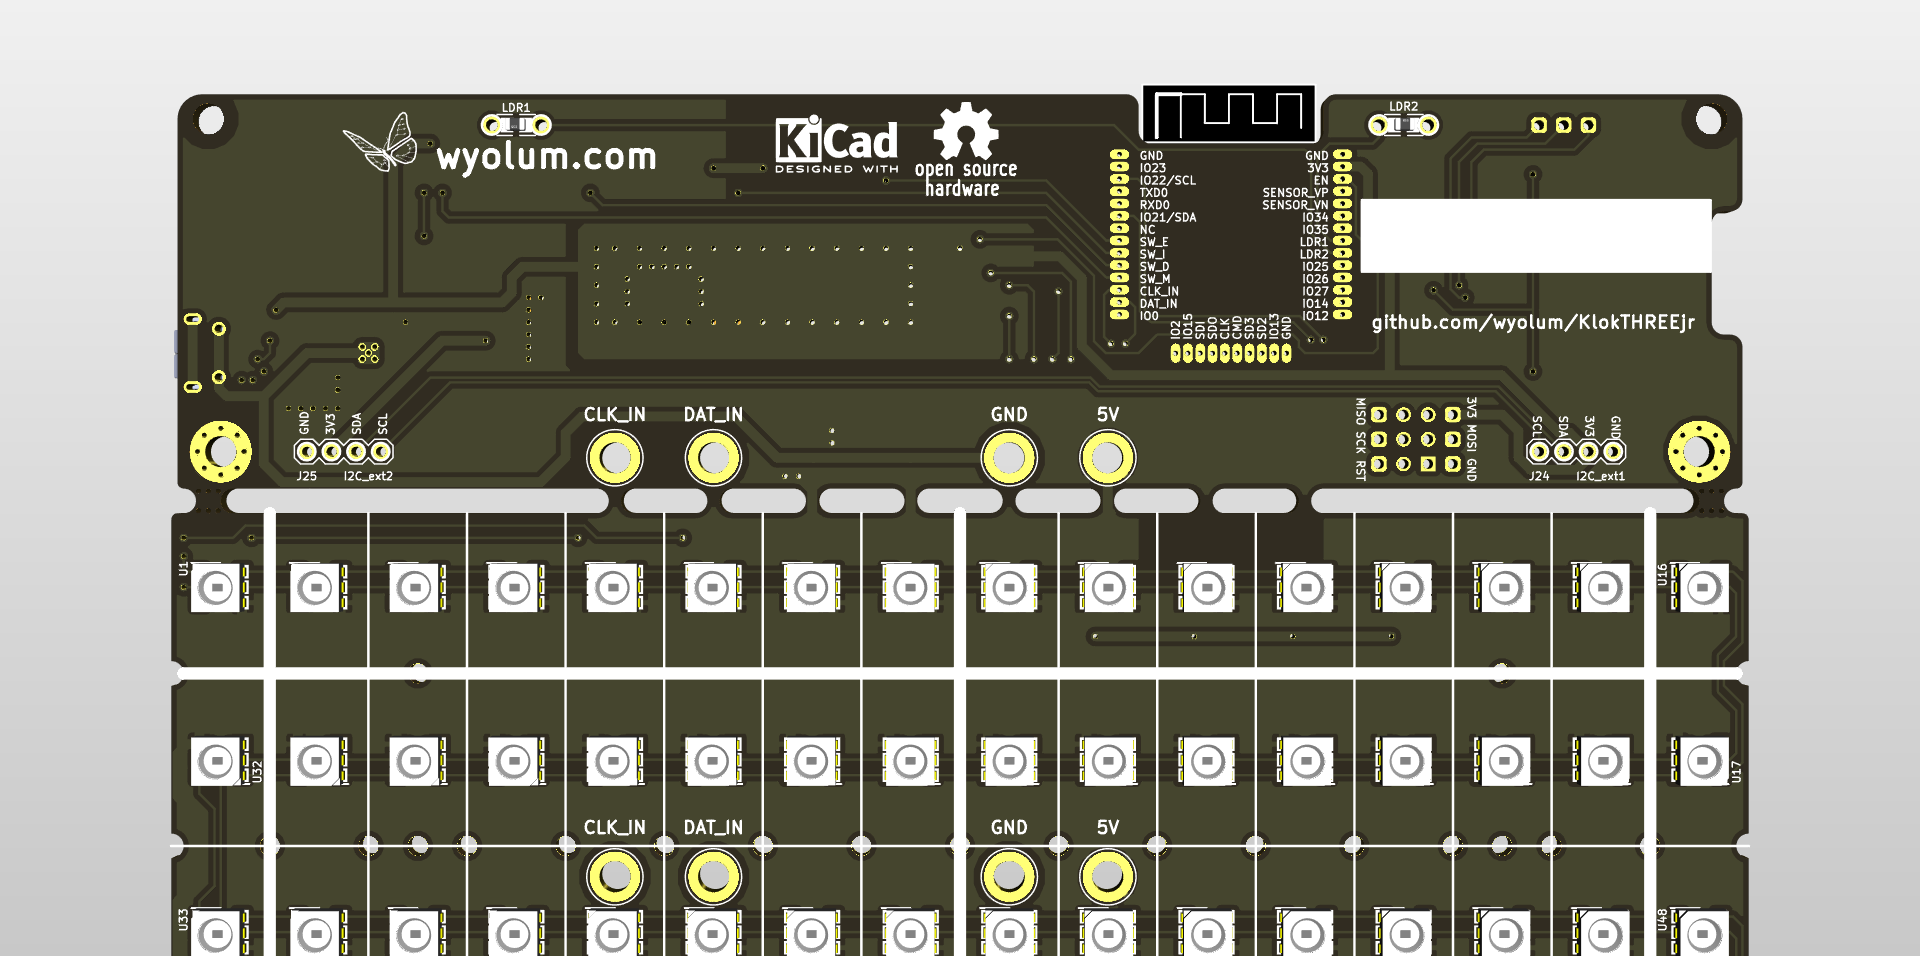 LDR1
wyolum.com
KiCad
DESIGNED WITH
open source
hardware
LDR2
GND
IO23
IO22/SCL
TXD0
RXD0
IO21/SDA
NC
SW_E
SW_I
SW_D
SW_M
CLK_IN
DAT_IN
IO0
GND
3V3
EN
SENSOR_VP
SENSOR_VN
IO34
IO35
LDR1
LDR2
IO25
IO26
IO27
IO14
IO12
IO2
IO15
SDI
SDO
CLK
CMD
SD3
SD2
IO13
GND
github.com/wyolum/KlokTHREEjr
GND
3V3
SDA
SCL
J25
I2C_ext2
CLK_IN
DAT_IN
GND
5V
MISO SCK RST
3V3 MOSI GND
SCL
SDA
3V3
GND
J24
I2C_ext1
U1
U16
U32
U17
CLK_IN
DAT_IN
GND
5V
U33
U48